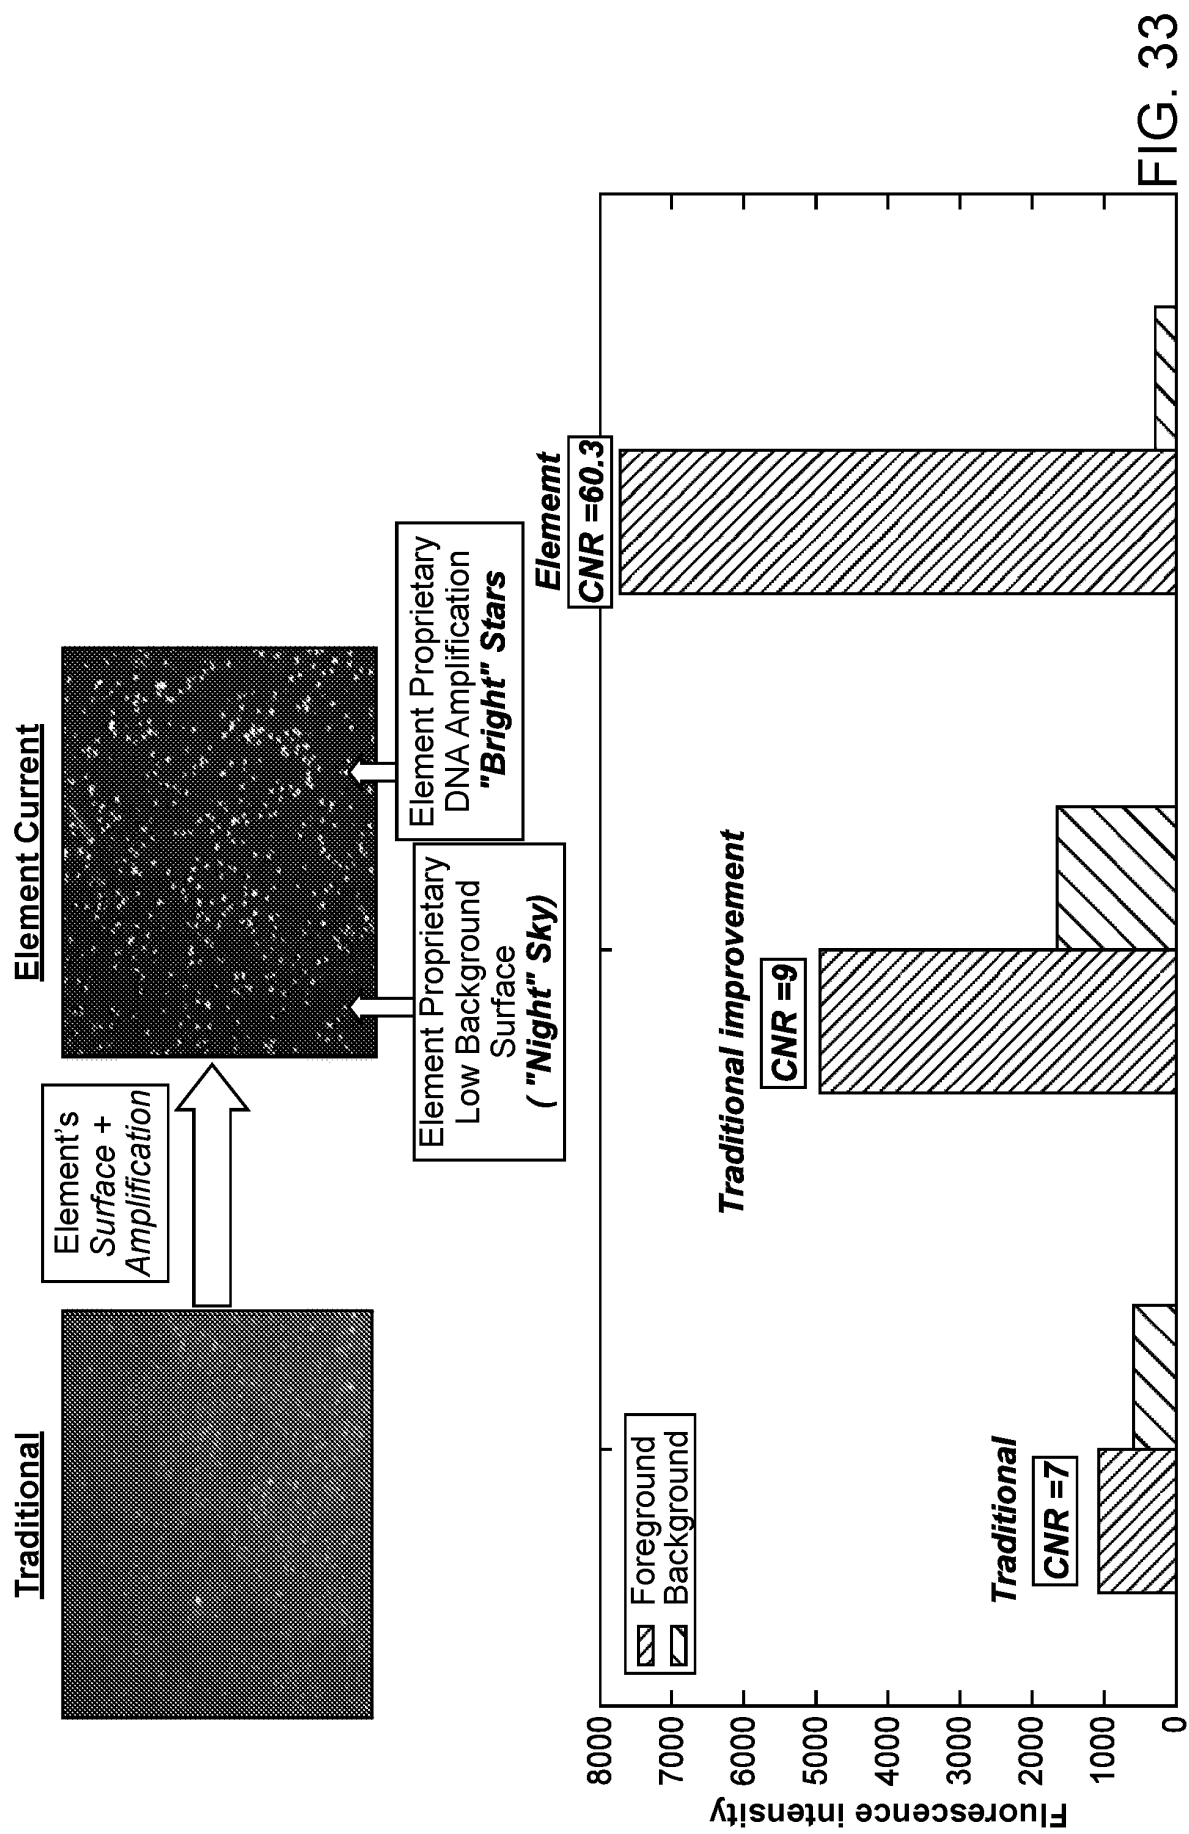 Traditional
Element's
Surface +
Amplification
Element Current
Element Proprietary
Low Background
Surface
( "Night" Sky)
Element Proprietary
DNA Amplification
"Bright" Stars
Fluorescence intensity
8000
7000
6000
5000
4000
3000
2000
1000
0
Foreground
Background
Traditional
CNR =7
Traditional improvement
CNR =9
Elememt
CNR =60.3
FIG. 33